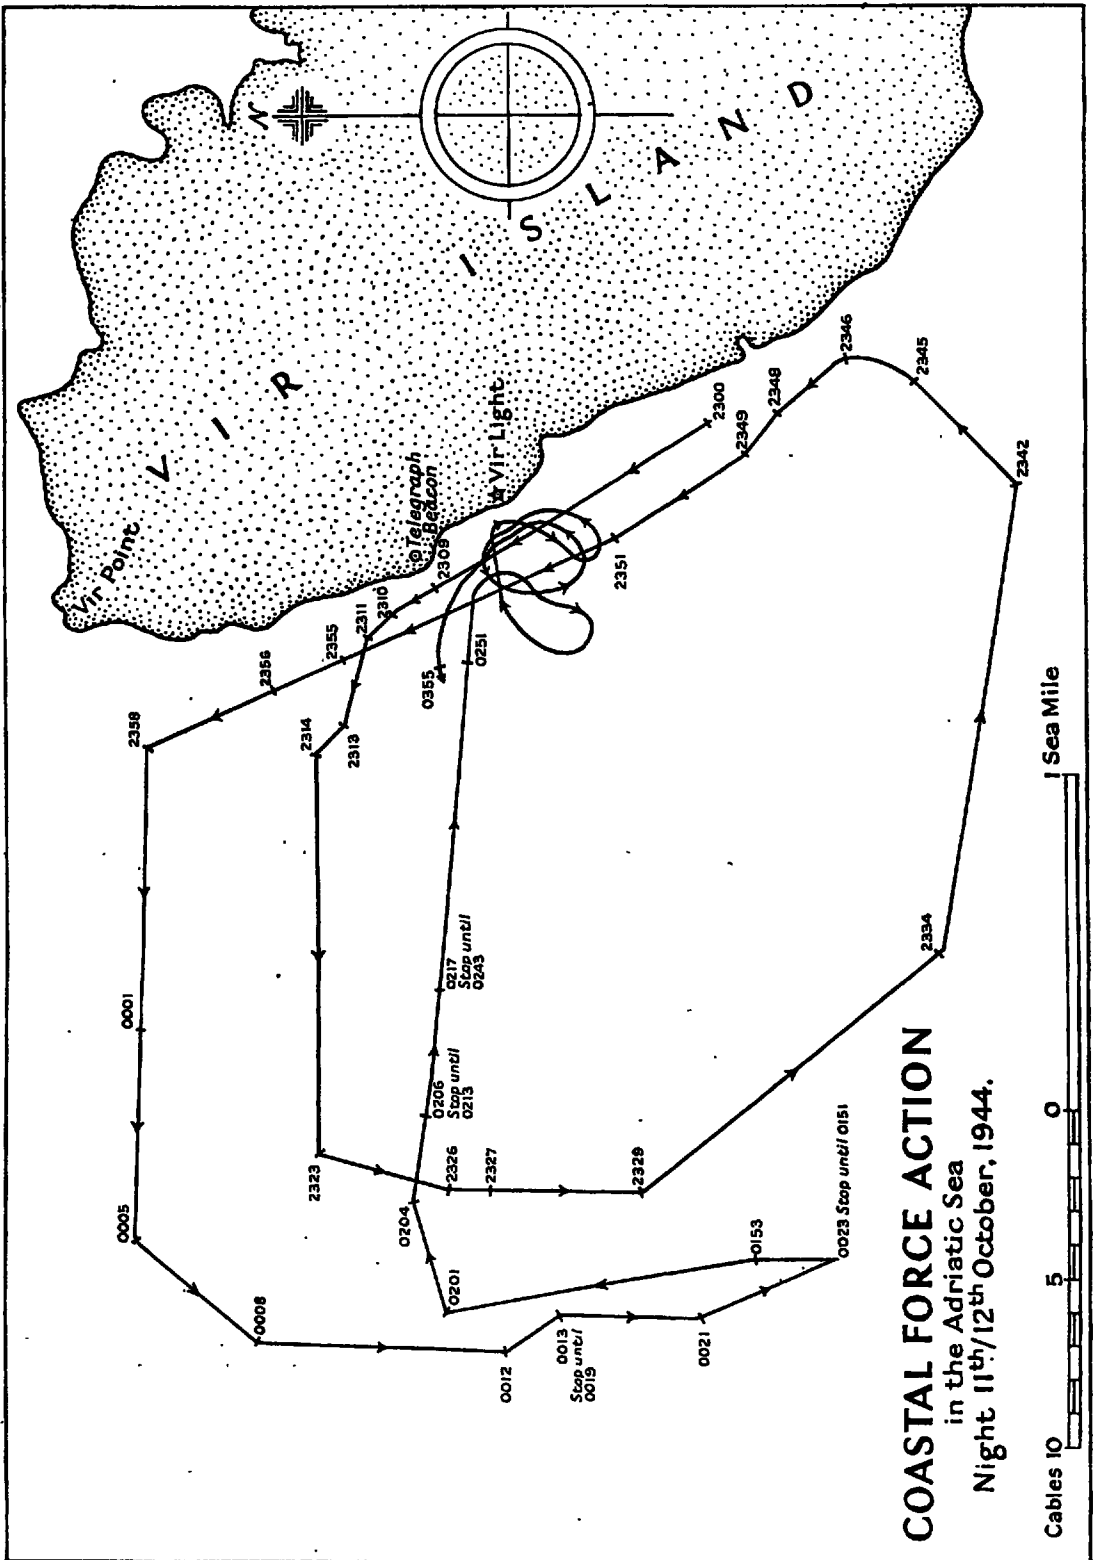 COASTAL FORCE ACTION
in the Adriatic Sea
Night 11th/12th October, 1944.
N
VIR ISLAND
Vir Point
Telegraph
Beacon
Vir Light
2300
2309
2310
2311
2313
2314
2323
2326
2327
2329
2334
2342
2345
2346
2348
2349
2351
2355
2356
2358
0001
0005
0008
0012
0013
Stop until
0019
0021
0023 Stop until 0151
0153
0201
0204
0206
Stop until
0213
0217
Stop until
0243
0251
0355
Cables 10
5
0
1 Sea Mile